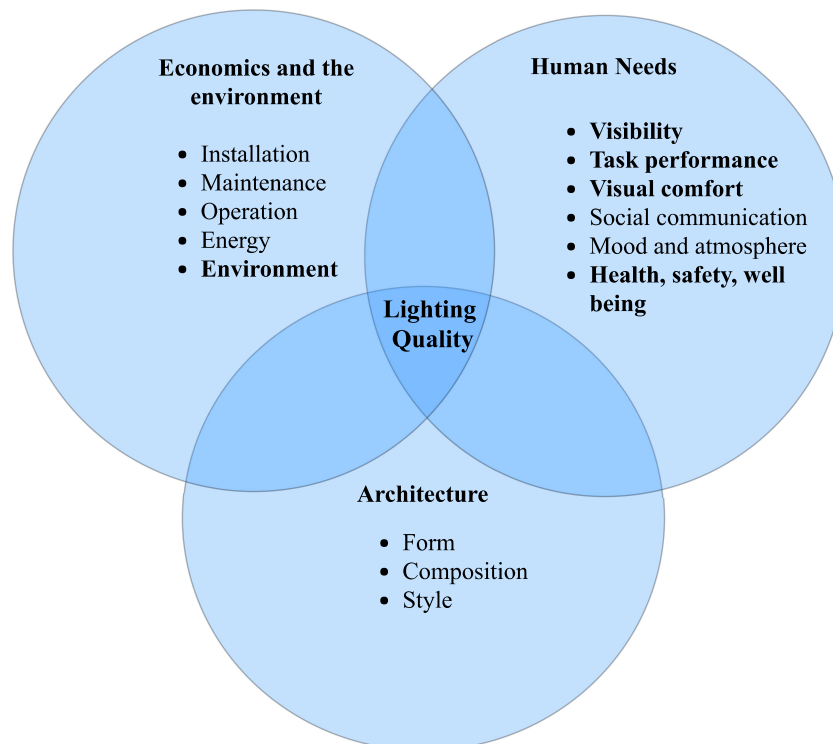 Economics and the
environment
• Installation
• Maintenance
• Operation
• Energy
• Environment
Human Needs
• Visibility
• Task performance
• Visual comfort
• Social communication
• Mood and atmosphere
• Health, safety, well
being
Lighting
Quality
Architecture
• Form
• Composition
• Style